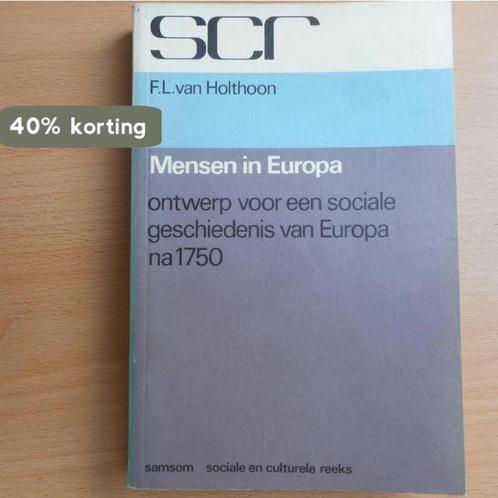 scr
F.L.van Holthoon
40% korting
Mensen in Europa
ontwerp voor een sociale
geschiedenis van Europa
na 1750
samsom sociale en culturele reeks